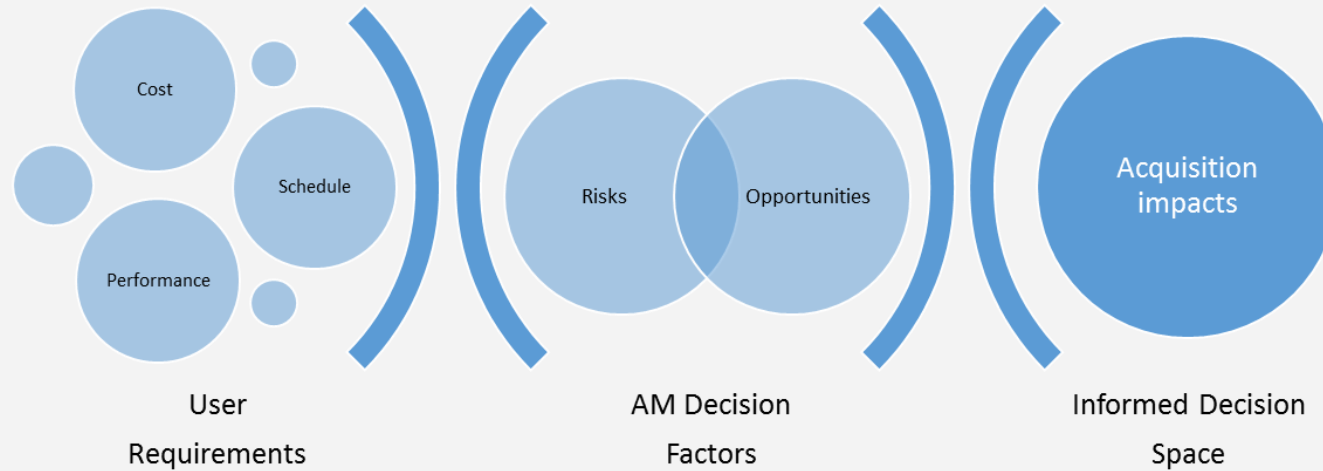 Cost
Schedule
Performance
User
Requirements
Risks
Opportunities
AM Decision
Factors
Acquisition
impacts
Informed Decision
Space